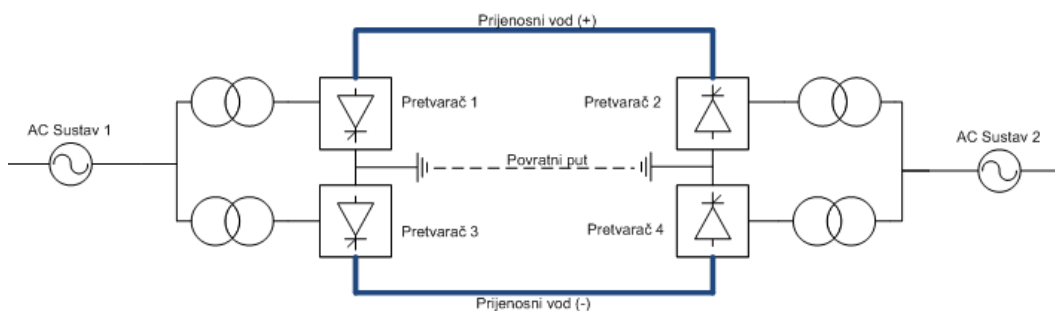 Prijenosni vod (+)
Pretvarač 1
Pretvarač 2
AC Sustav 1
AC Sustav 2
Povratni put
Pretvarač 3
Pretvarač 4
Prijenosni vod (-)